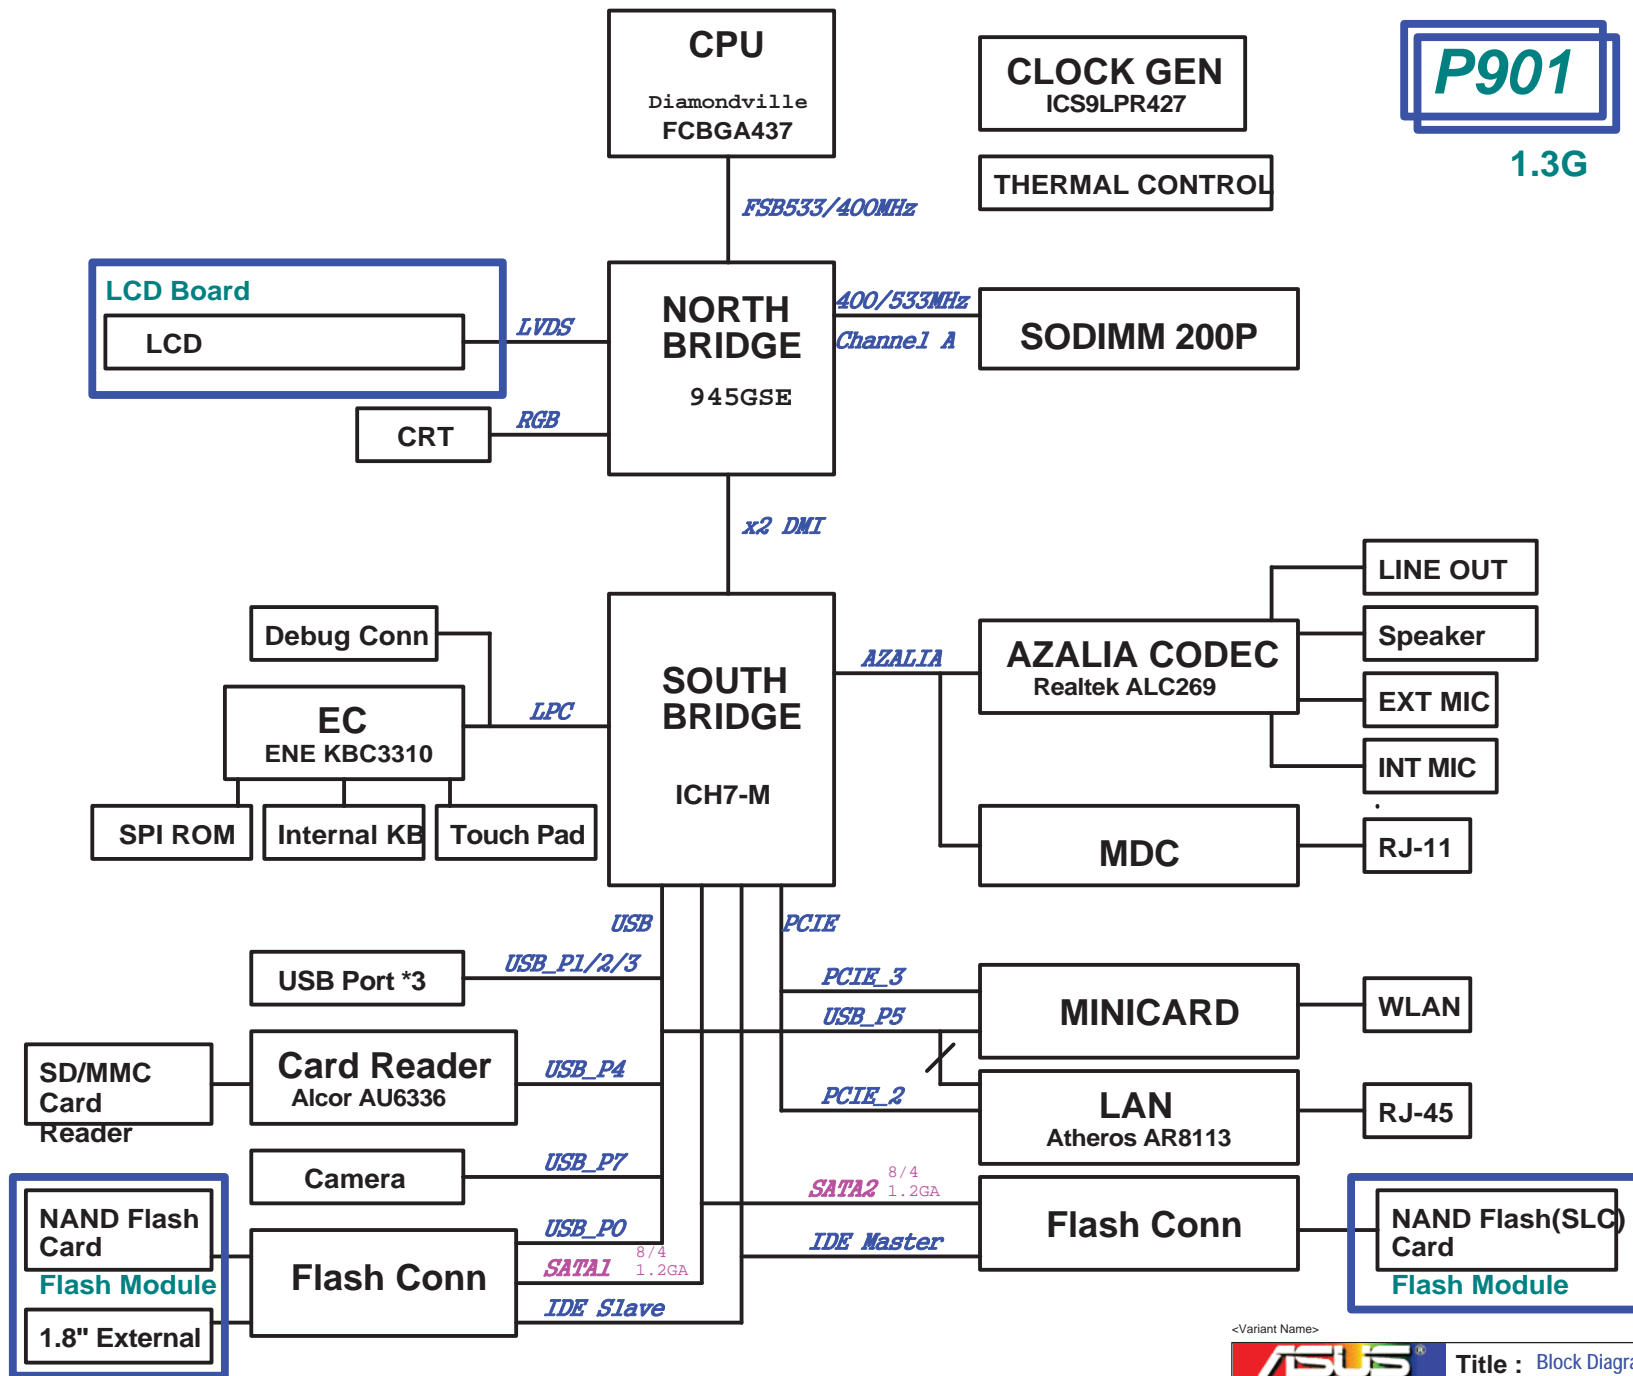 CPU
Diamondville
FCBGA437
CLOCK GEN
ICS9LPR427
P901
1.3G
THERMAL CONTROL
FSB533/400MHz
LCD Board
LCD
LVDS
NORTH
BRIDGE
945GSE
400/533MHz
Channel A
SODIMM 200P
CRT
RGB
x2 DMI
LINE OUT
Debug Conn
Speaker
AZALIA
AZALIA CODEC
Realtek ALC269
SOUTH
BRIDGE
ICH7-M
EXT MIC
EC
ENE KBC3310
LPC
INT MIC
.
SPI ROM
Internal KB
Touch Pad
MDC
RJ-11
USB
PCIE
USB Port *3
USB_P1/2/3
PCIE_3
USB_P5
MINICARD
WLAN
SD/MMC
Card
Reader
Card Reader
Alcor AU6336
USB_P4
PCIE_2
LAN
Atheros AR8113
RJ-45
Camera
USB_P7
SATA2
8/4
1.2GA
NAND Flash
Card
Flash Module
1.8" External
Flash Conn
USB_P0
SATA1
8/4
1.2GA
IDE Slave
IDE Master
Flash Conn
NAND Flash(SLC)
Card
Flash Module
<Variant Name>
ASUS®
Title : Block Diagra